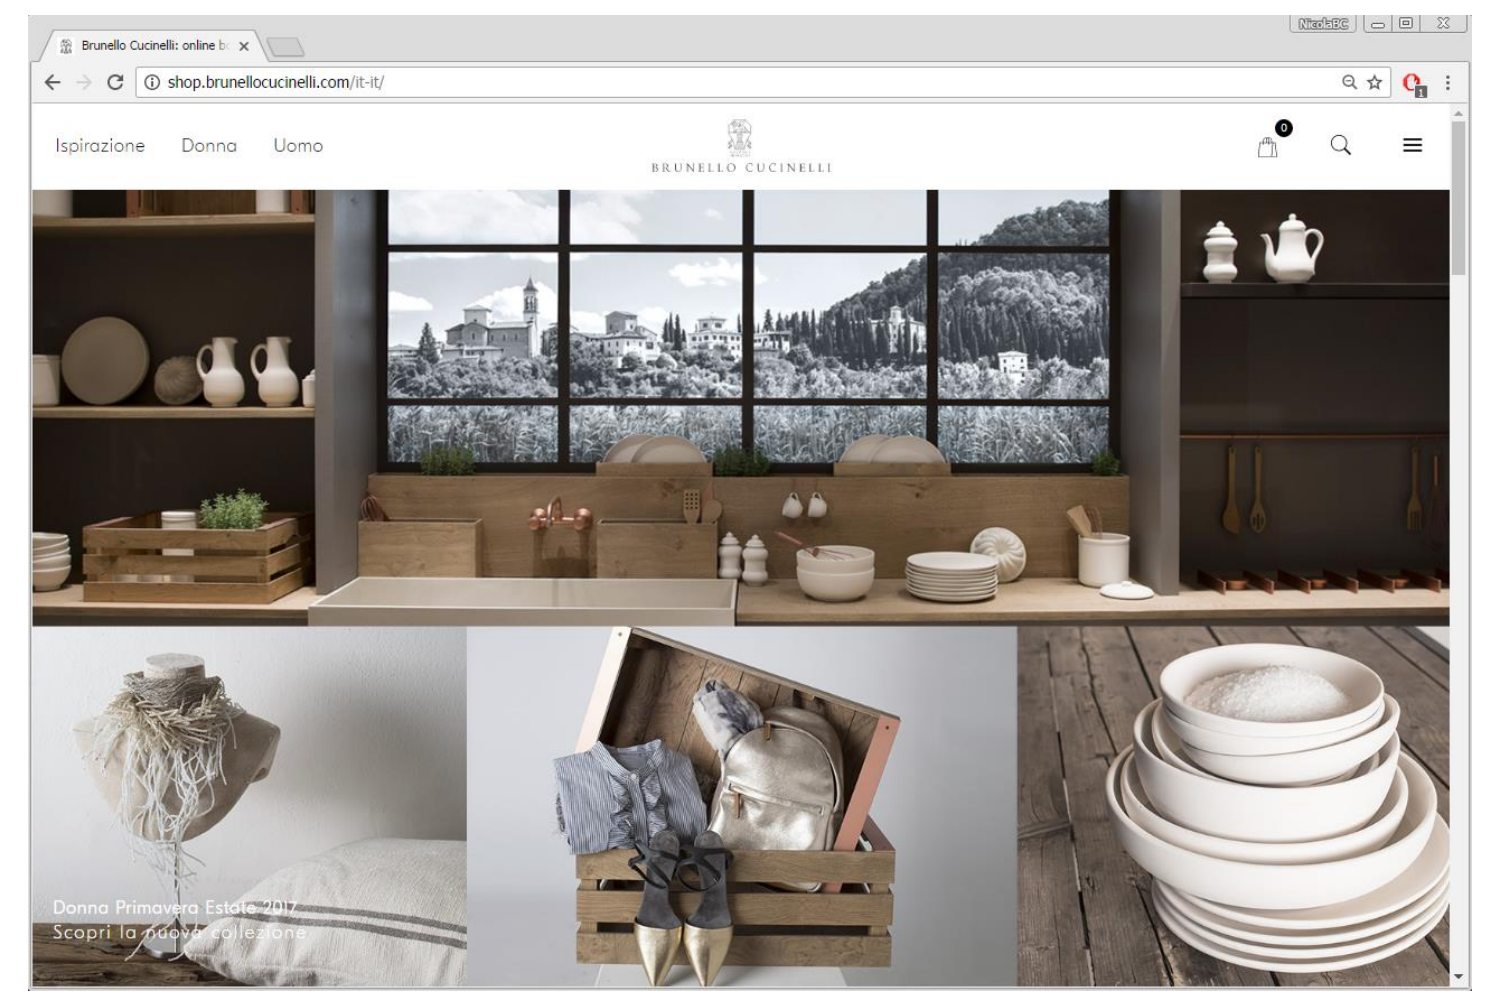 NicolaBC
Brunello Cucinelli: online b
shop.brunellocucinelli.com/it-it/
1
Ispirazione Donna Uomo
BRUNELLO CUCINELLI
0
Donna Primavera Estate 2017
Scopri la nuova collezione